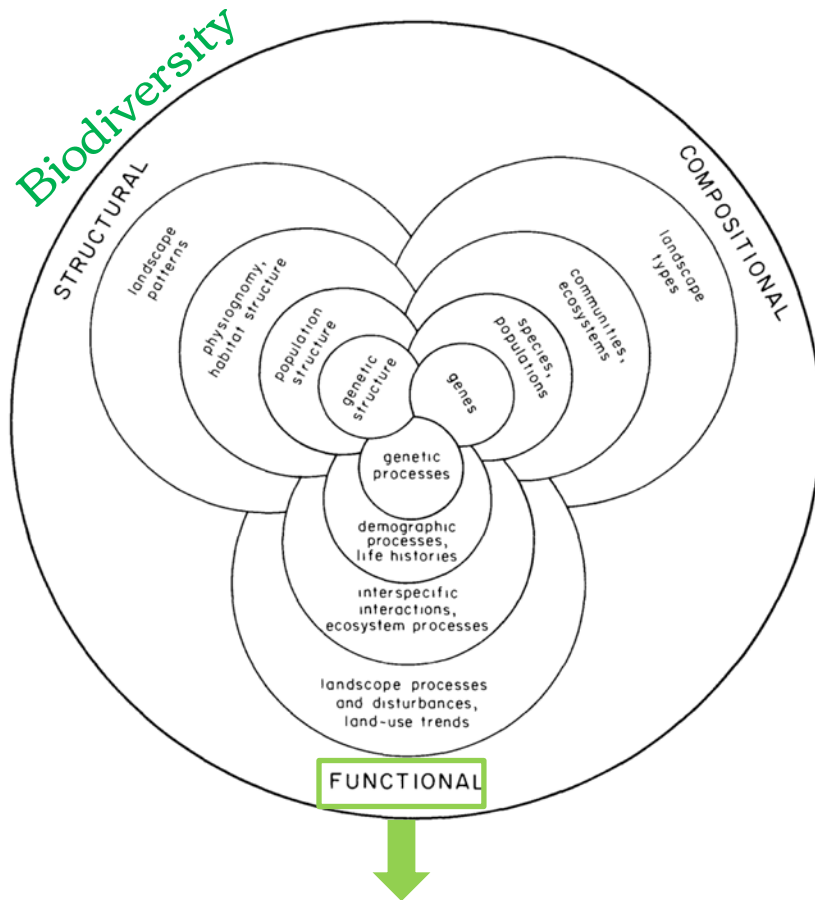 Biodiversity
STRUCTURAL
landscape
patterns
physiognomy,
habitat structure
population
structure
genetic
structure
COMPOSITIONAL
landscape
types
communities,
ecosystems
species,
populations
genes
genetic
processes
demographic
processes,
life histories
interspecific
interactions,
ecosystem processes
landscape processes
and disturbances,
land-use trends
FUNCTIONAL